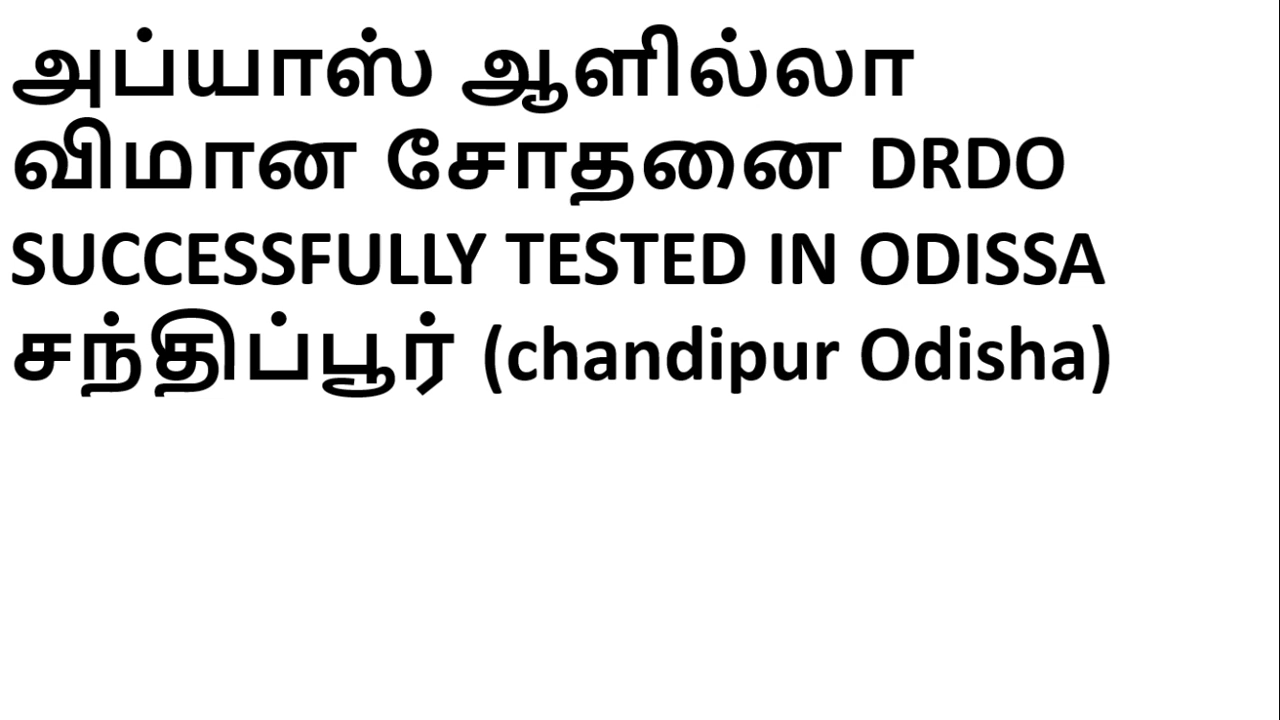 அப்யாஸ் ஆளில்லா
விமான சோதனை DRDO
SUCCESSFULLY TESTED IN ODISSA
சந்திப்பூர் (chandipur Odisha)